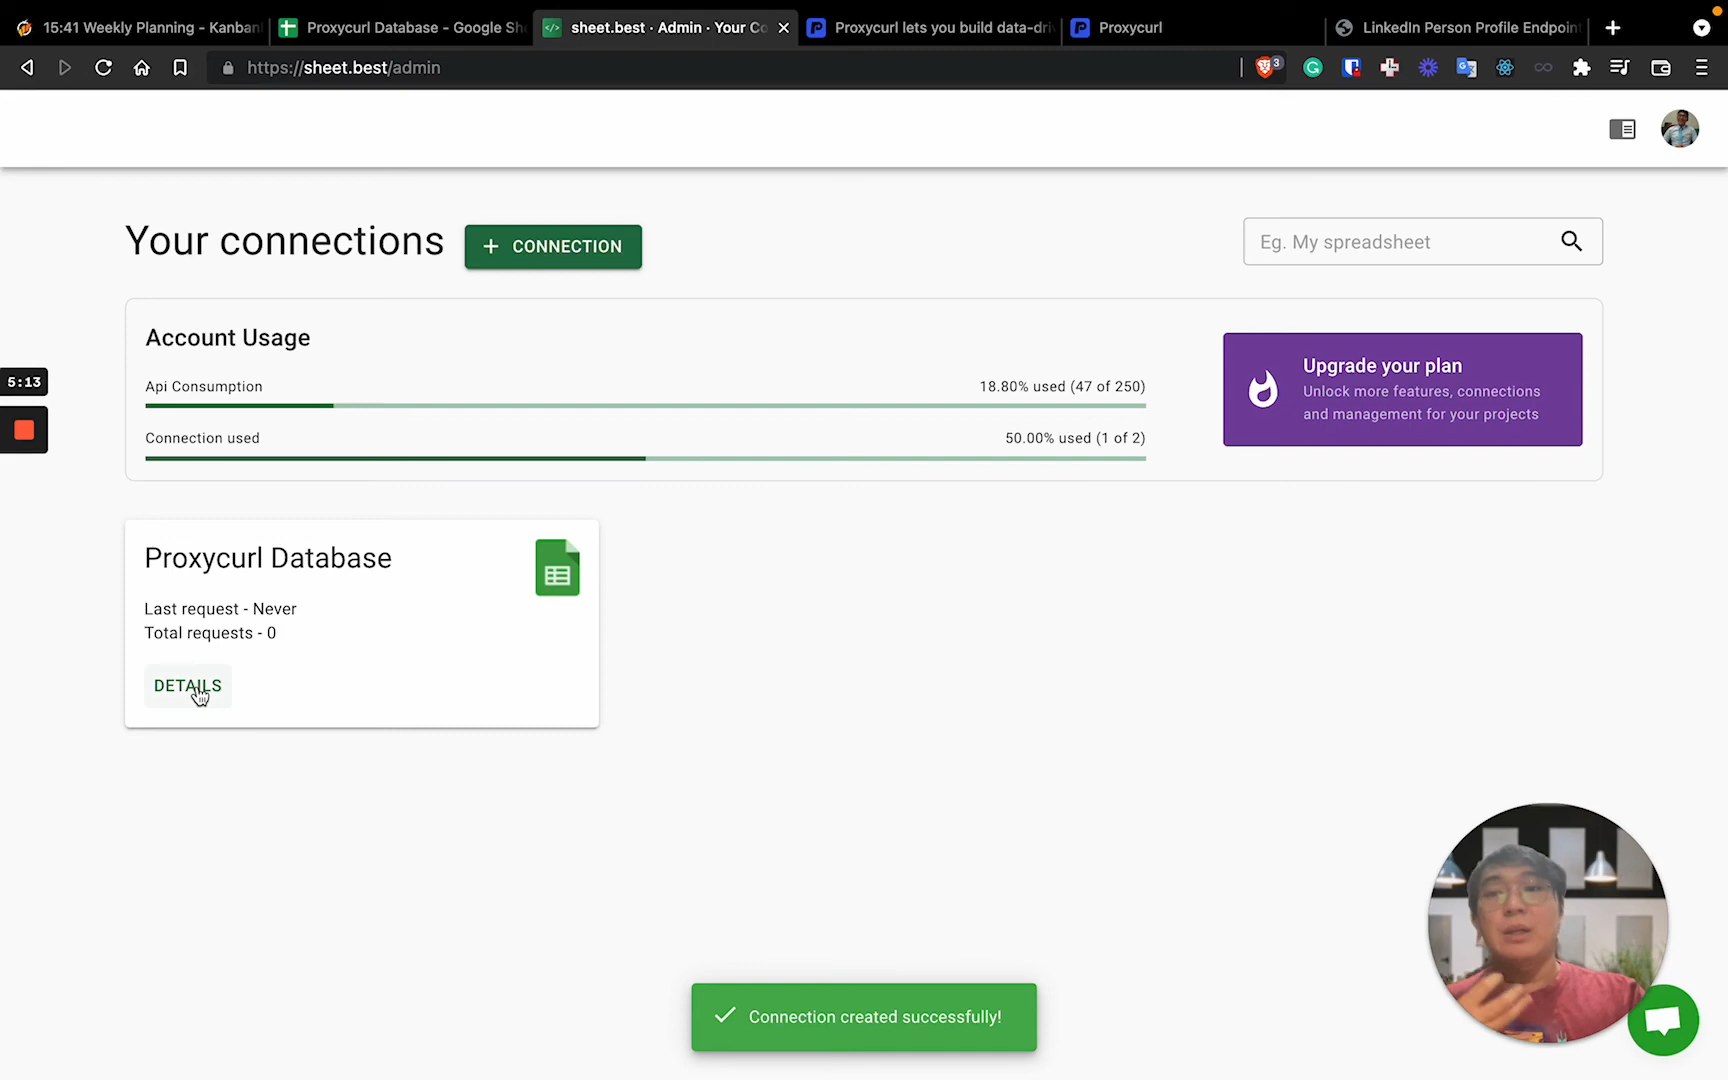 15:41 Weekly Planning - Kanban
Proxycurl Database - Google She
sheet.best · Admin · Your Co
Proxycurl lets you build data-driv
Proxycurl
LinkedIn Person Profile Endpoint
https://sheet.best/admin
3
Your connections
+ CONNECTION
Eg. My spreadsheet
Account Usage
Api Consumption
18.80% used (47 of 250)
Connection used
50.00% used (1 of 2)
Upgrade your plan
Unlock more features, connections
and management for your projects
5:13
Proxycurl Database
Last request - Never
Total requests - 0
DETAILS
Connection created successfully!